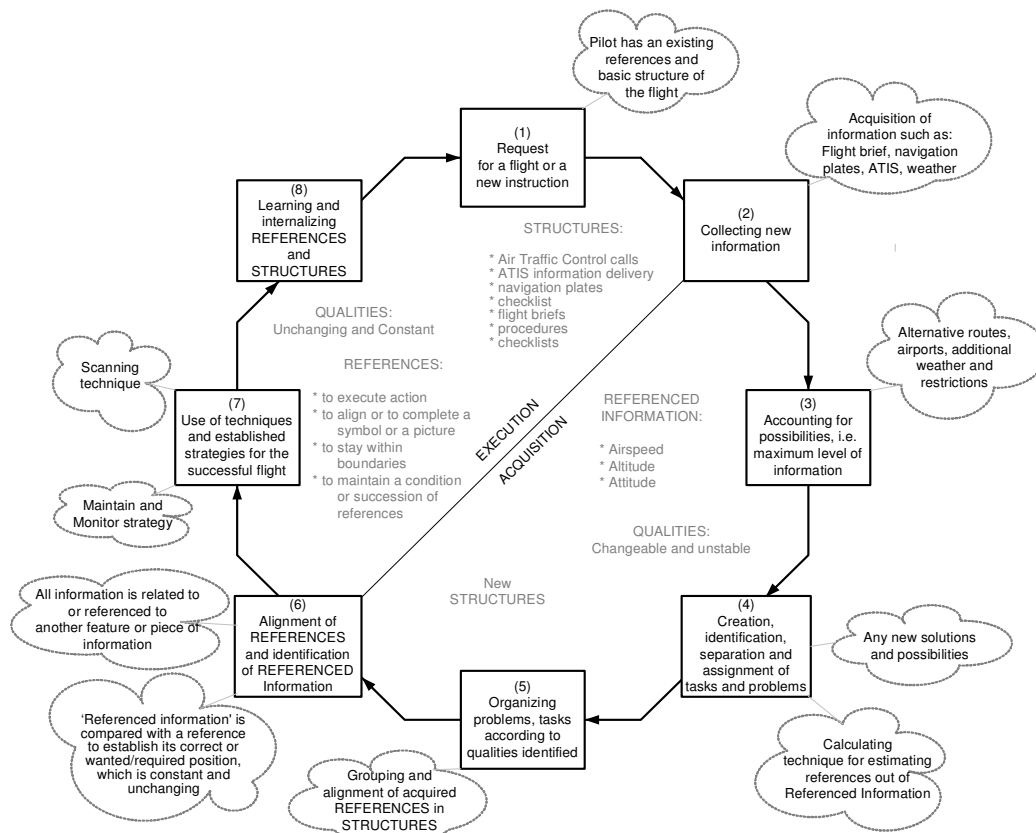 Pilot has an existing
references and
basic structure of
the flight
(1)
Request
for a flight or a
new instruction
Acquisition of
information such as:
Flight brief, navigation
plates, ATIS, weather
(2)
Collecting new
information
(8)
Learning and
internalizing
REFERENCES
and
STRUCTURES
STRUCTURES:
* Air Traffic Control calls
* ATIS information delivery
* navigation plates
* checklist
* flight briefs
* procedures
* checklists
QUALITIES:
Unchanging and Constant
REFERENCES:
* to execute action
* to align or to complete a
symbol or a picture
* to stay within
boundaries
* to maintain a condition
or succession of
references
EXECUTION
ACQUISITION
REFERENCED
INFORMATION:
* Airspeed
* Altitude
* Attitude
QUALITIES:
Changeable and unstable
New
STRUCTURES
Alternative routes,
airports, additional
weather and
restrictions
(3)
Accounting for
possibilities, i.e.
maximum level of
information
Scanning
technique
(7)
Use of techniques
and established
strategies for the
successful flight
Maintain and
Monitor strategy
All information is related to
or referenced to
another feature or piece of
information
(6)
Alignment of
REFERENCES
and identification
of REFERENCED
Information
(4)
Creation,
identification,
separation and
assignment of
tasks and problems
Any new solutions
and possibilities
(5)
Organizing
problems, tasks
according to
qualities identified
'Referenced information' is
compared with a reference
to establish its correct or
wanted/required position,
which is constant and
unchanging
Grouping and
alignment of acquired
REFERENCES in
STRUCTURES
Calculating
technique for estimating
references out of
Referenced Information